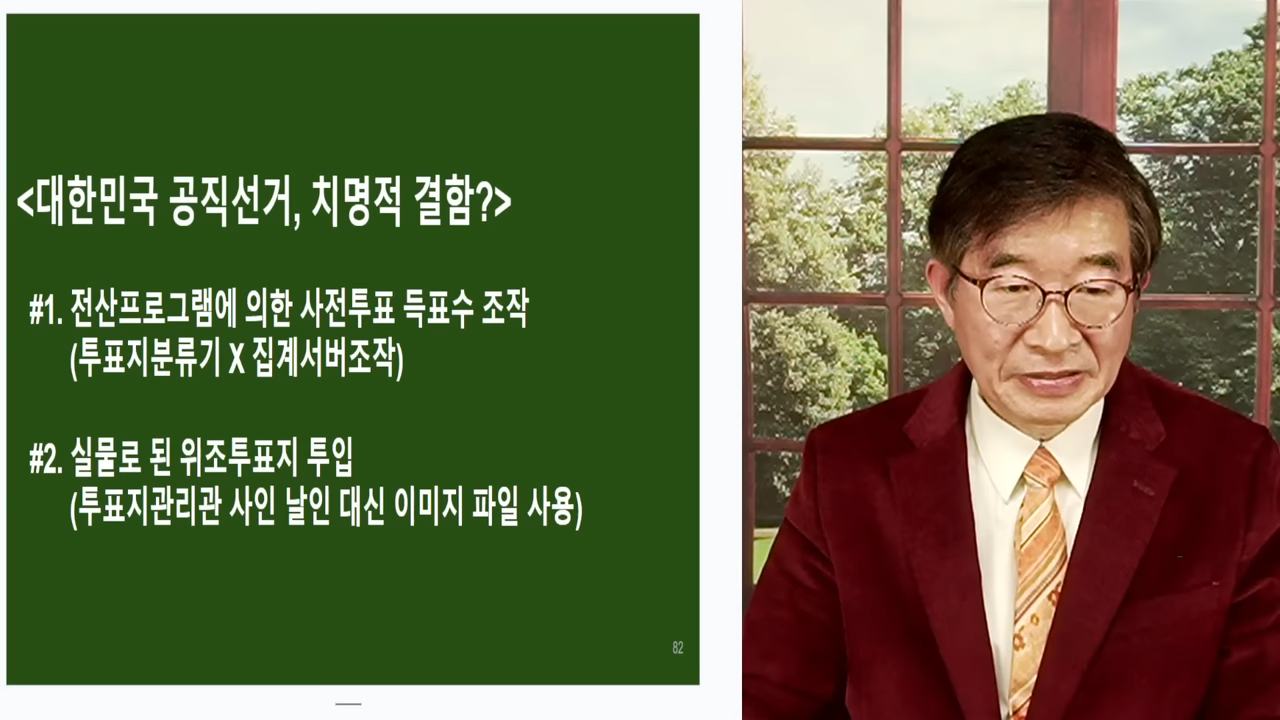 <대한민국 공직선거, 치명적 결함?>
#1. 전산프로그램에 의한 사전투표 득표수 조작
(투표지분류기 X 집계서버조작)
#2. 실물로 된 위조투표지 투입
(투표지관리관 사인 날인 대신 이미지 파일 사용)
82